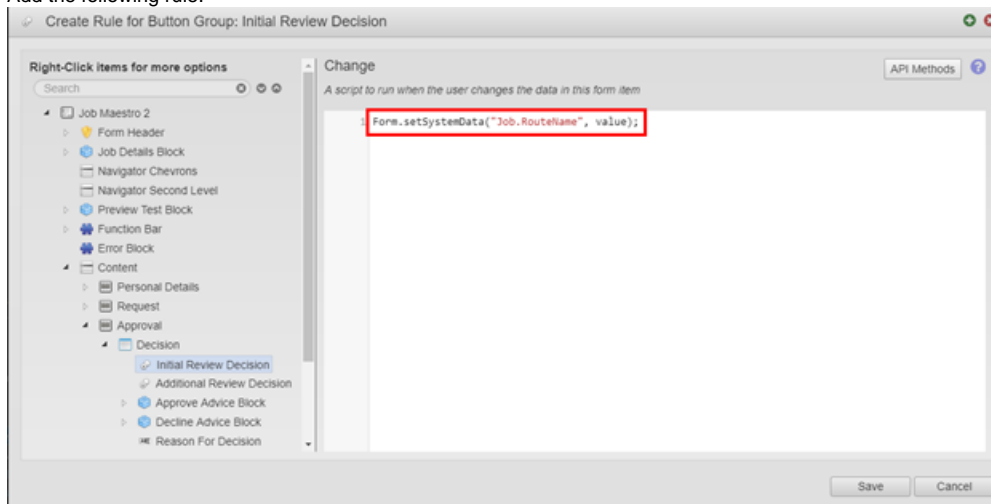 Add the following rule:
Create Rule for Button Group: Initial Review Decision
Right-Click items for more options
Search
Job Maestro 2
Form Header
Job Details Block
Navigator Chevrons
Navigator Second Level
Preview Test Block
Function Bar
Error Block
Content
Personal Details
Request
Approval
Decision
Initial Review Decision
Additional Review Decision
Approve Advice Block
Decline Advice Block
Reason For Decision
Change
API Methods
A script to run when the user changes the data in this form item
1 Form.setSystemData("Job.RouteName", value);
Save
Cancel